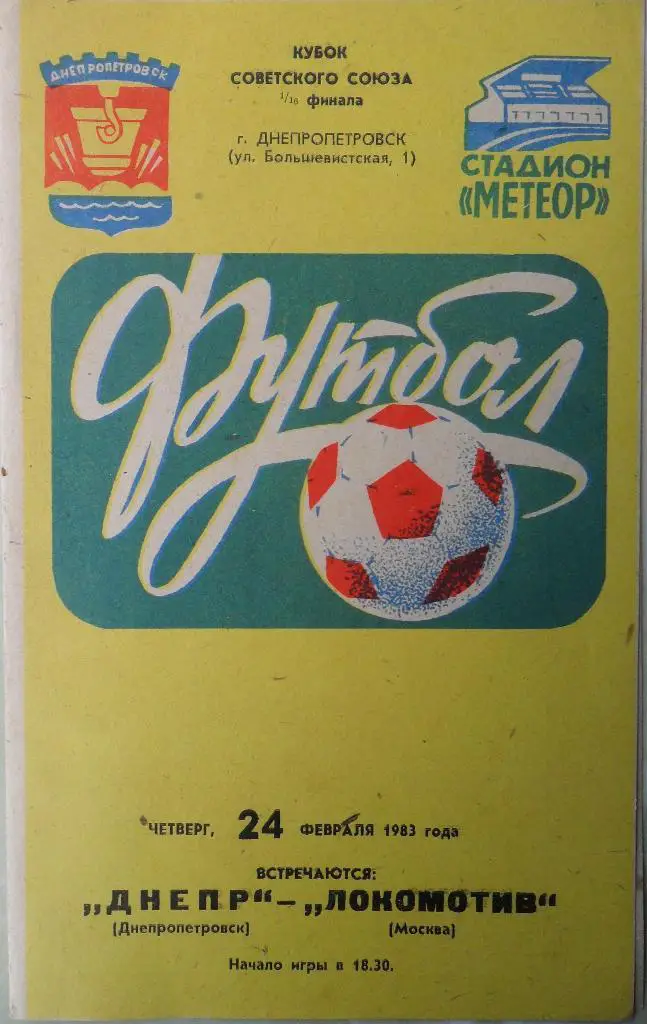 ДНЕПРОПЕТРОВСК
КУБОК
СОВЕТСКОГО СОЮЗА
1/16 финала
г. ДНЕПРОПЕТРОВСК
(ул. Большевистская, 1)
СТАДИОН
«МЕТЕОР»
Футбол
ЧЕТВЕРГ, 24 ФЕВРАЛЯ 1983 года
ВСТРЕЧАЮТСЯ:
„ДНЕПР“ – „ЛОКОМОТИВ“
(Днепропетровск) (Москва)
Начало игры в 18.30.